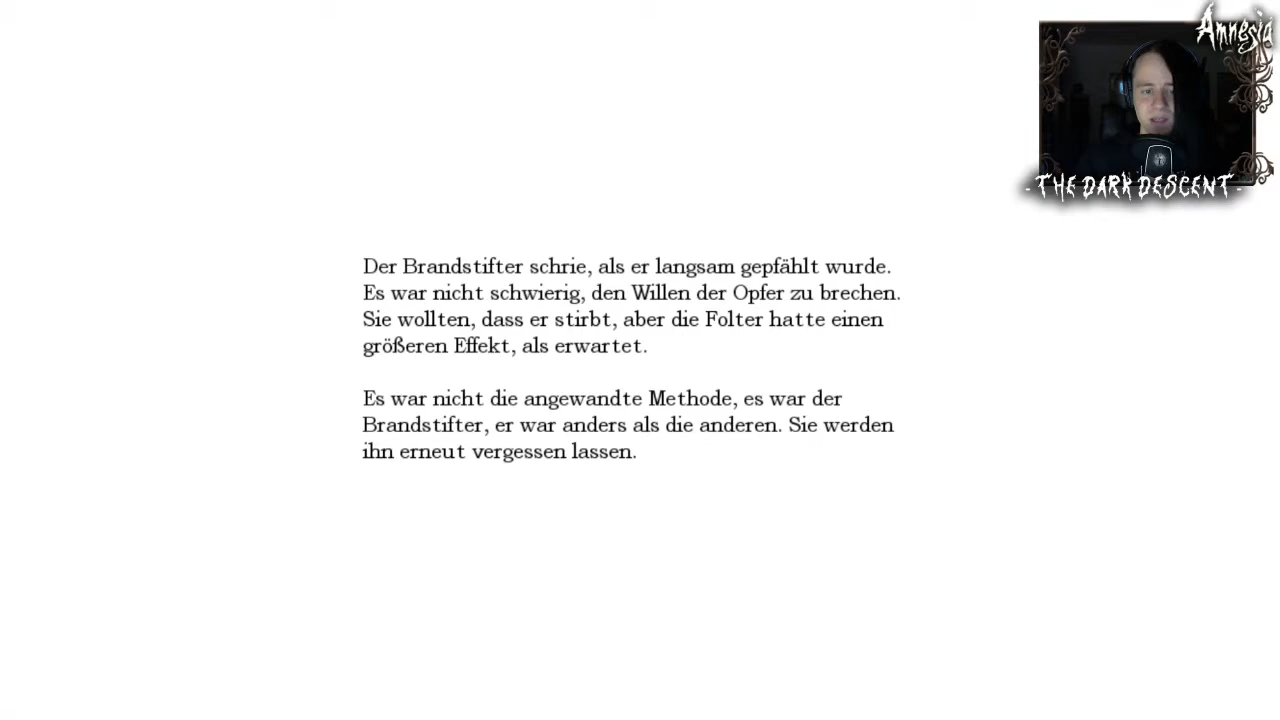 Amnesia
- THE DARK DESCENT -
Der Brandstifter schrie, als er langsam gepfählt wurde.
Es war nicht schwierig, den Willen der Opfer zu brechen.
Sie wollten, dass er stirbt, aber die Folter hatte einen
größeren Effekt, als erwartet.
Es war nicht die angewandte Methode, es war der
Brandstifter, er war anders als die anderen. Sie werden
ihn erneut vergessen lassen.